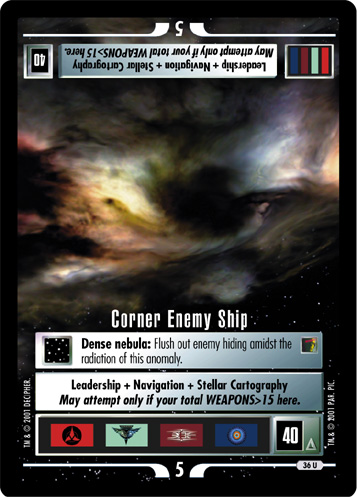 5
Leadership + Navigation + Stellar Cartography
May attempt only if your total WEAPONS>15 here.
40
Corner Enemy Ship
Dense nebula: Flush out enemy hiding amidst the
radiation of this anomaly.
Leadership + Navigation + Stellar Cartography
May attempt only if your total WEAPONS>15 here.
40
TM & © 2001 DECIPHER.
TM, & © 2001 PAR. PIC.
5
36 U